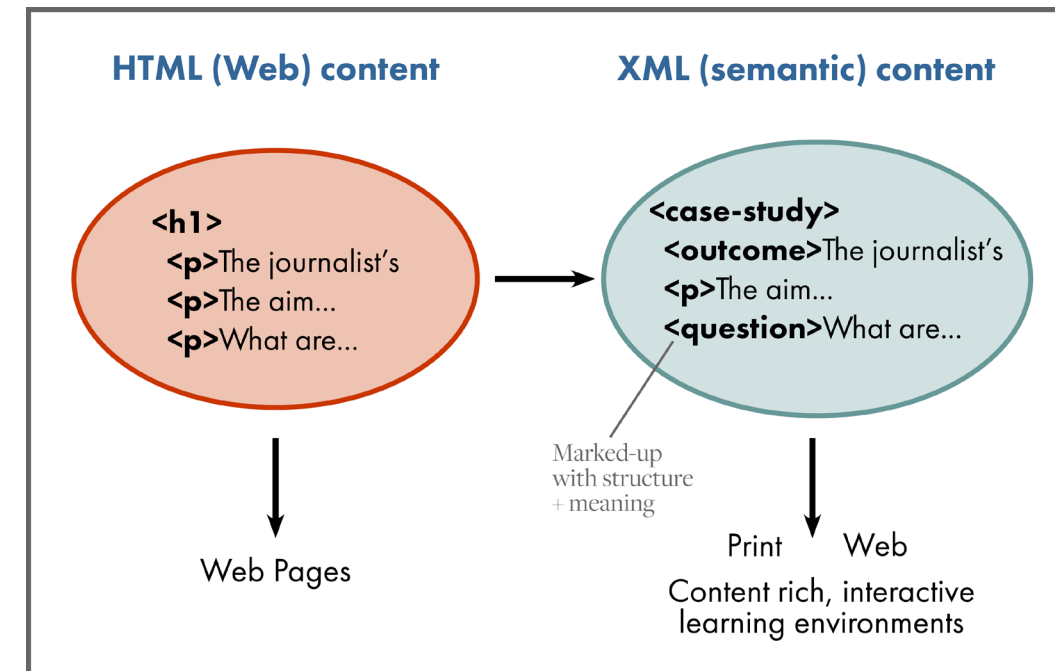 HTML (Web) content
<h1>
<p>The journalist's
<p>The aim...
<p>What are...
Web Pages
XML (semantic) content
<case-study>
<outcome>The journalist's
<p>The aim...
<question>What are...
Marked-up
with structure
+ meaning
Print Web
Content rich, interactive
learning environments